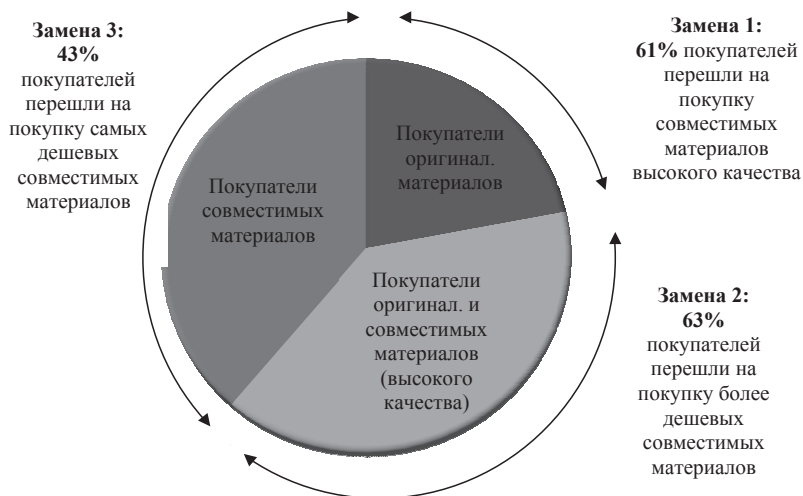 Замена 3:
43%
покупателей
перешли на
покупку самых
дешевых
совместимых
материалов
Замена 1:
61% покупателей
перешли на
покупку
совместимых
материалов
высокого качества
Покупатели
оригинал.
материалов
Покупатели
совместимых
материалов
Покупатели
оригинал. и
совместимых
материалов
(высокого
качества)
Замена 2:
63%
покупателей
перешли на
покупку более
дешевых
совместимых
материалов